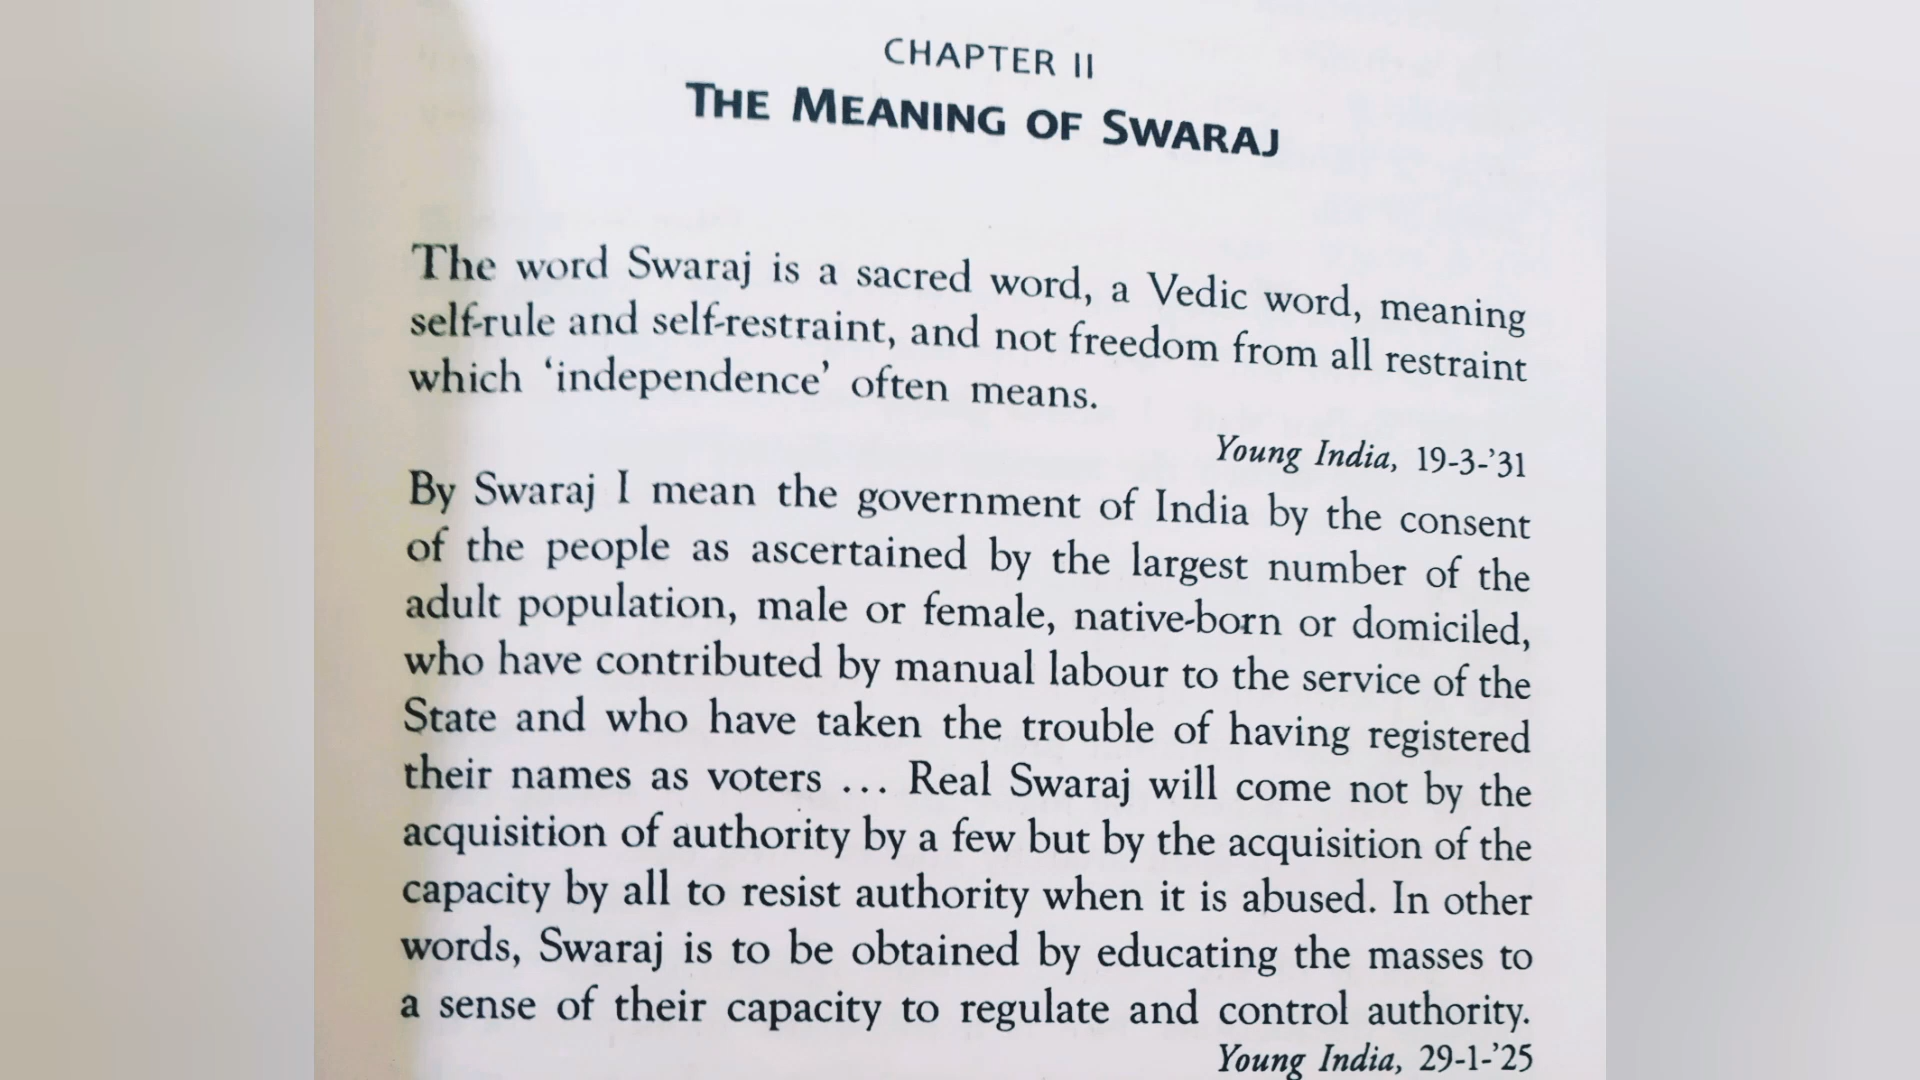 CHAPTER II
THE MEANING OF SWARAJ
The word Swaraj is a sacred word, a Vedic word, meaning
self-rule and self-restraint, and not freedom from all restraint
which ‘independence’ often means.
Young India, 19-3-’31
By Swaraj I mean the government of India by the consent
of the people as ascertained by the largest number of the
adult population, male or female, native-born or domiciled,
who have contributed by manual labour to the service of the
State and who have taken the trouble of having registered
their names as voters ... Real Swaraj will come not by the
acquisition of authority by a few but by the acquisition of the
capacity by all to resist authority when it is abused. In other
words, Swaraj is to be obtained by educating the masses to
a sense of their capacity to regulate and control authority.
Young India, 29-1-’25